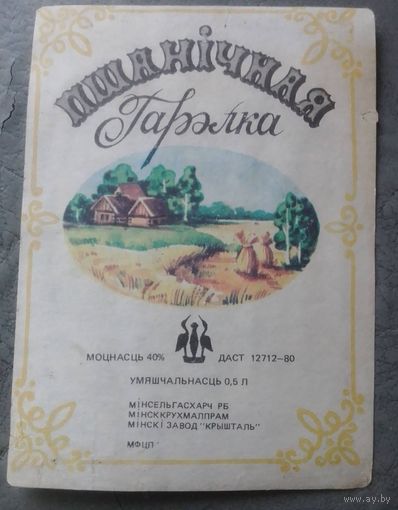 ПШАНІЧНАЯ
Гарэлка
МОЦНАСЦЬ 40% ДАСТ 12712-80
УМЯШЧАЛЬНАСЦЬ 0,5 Л
МІНСЕЛЬГАСХАРЧ РБ
МІНСККРУХМАЛПРАМ
МІНСКІ ЗАВОД "КРЫШТАЛЬ"
МФЦП
www.ay.by